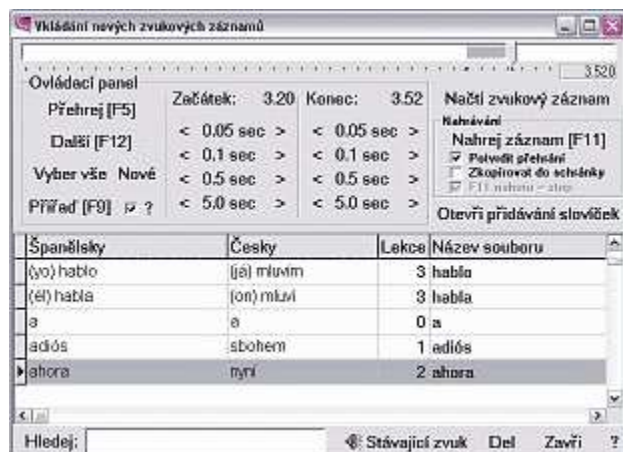 Vkládání nových zvukových záznamů
3.520
Ovládací panel
Přehrej [F5]
Další [F12]
Vyber vše Nové
Přiřaď [F9] ?
Začátek: 3.20 Konec: 3.52
< 0.05 sec > < 0.05 sec >
< 0.1 sec > < 0.1 sec >
< 0.5 sec > < 0.5 sec >
< 5.0 sec > < 5.0 sec >
Načti zvukový záznam
Nahrávání
Nahrej záznam [F11]
Potvrdit přehrání
Zkopírovat do schránky
Otevři přidávání slovíček
Španělsky Česky Lekce Název souboru
(yo) hablo (já) mluvím 3 hablo
(él) habla (on) mluví 3 habla
a a 0 a
adiós sbohem 1 adiós
ahora nyní 2 ahora
Hledej: Stávající zvuk Del Zavři ?